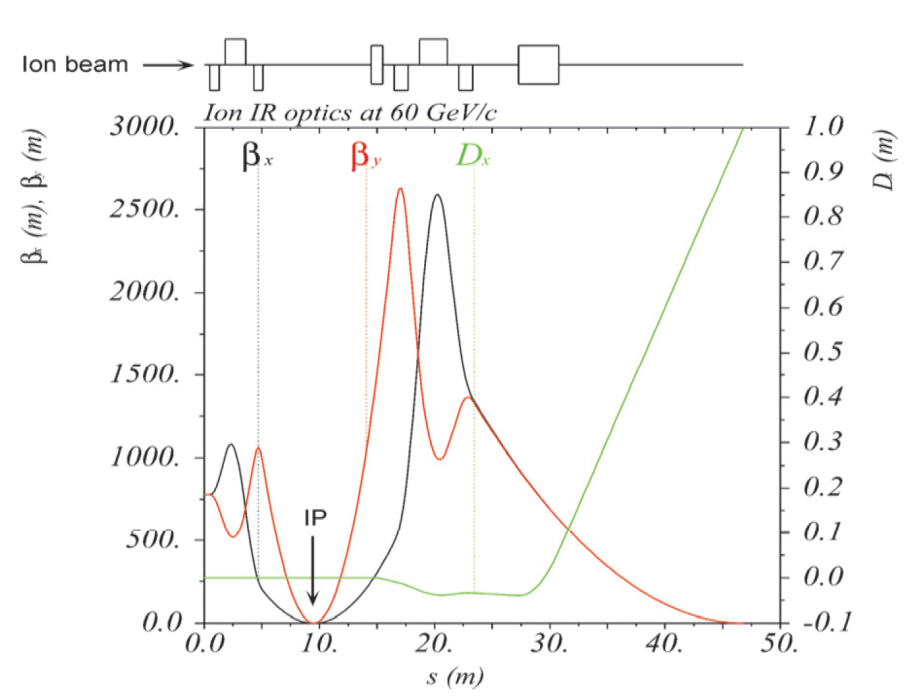 Ion beam
Ion IR optics at 60 GeV/c
βx (m), βy (m)
D (m)
βx
βy
Dx
IP
3000.
2500.
2000.
1500.
1000.
500.
0.0
1.0
0.9
0.8
0.7
0.6
0.5
0.4
0.3
0.2
0.1
0.0
-0.1
0.0 10. 20. 30. 40. 50.
s (m)